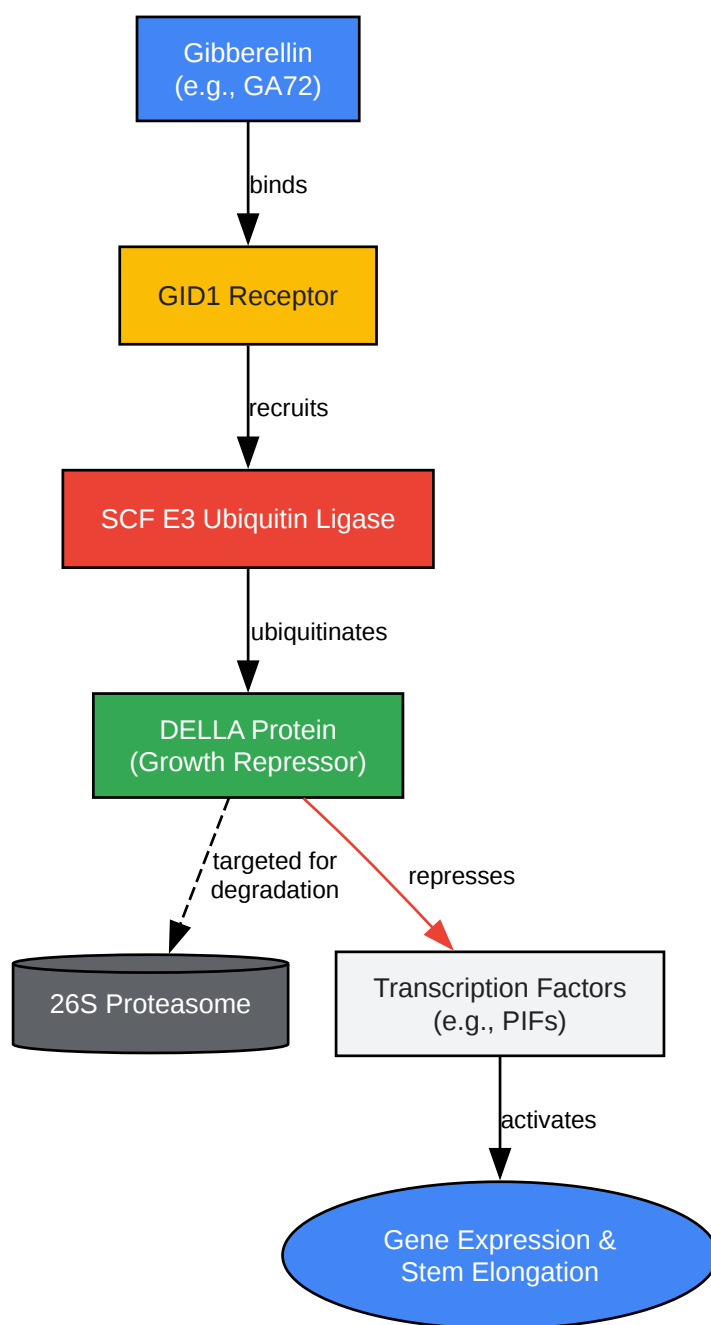 Gibberellin
(e.g., GA72)
binds
GID1 Receptor
recruits
SCF E3 Ubiquitin Ligase
ubiquitinates
DELLA Protein
(Growth Repressor)
targeted for
degradation
represses
26S Proteasome
Transcription Factors
(e.g., PIFs)
activates
Gene Expression &
Stem Elongation